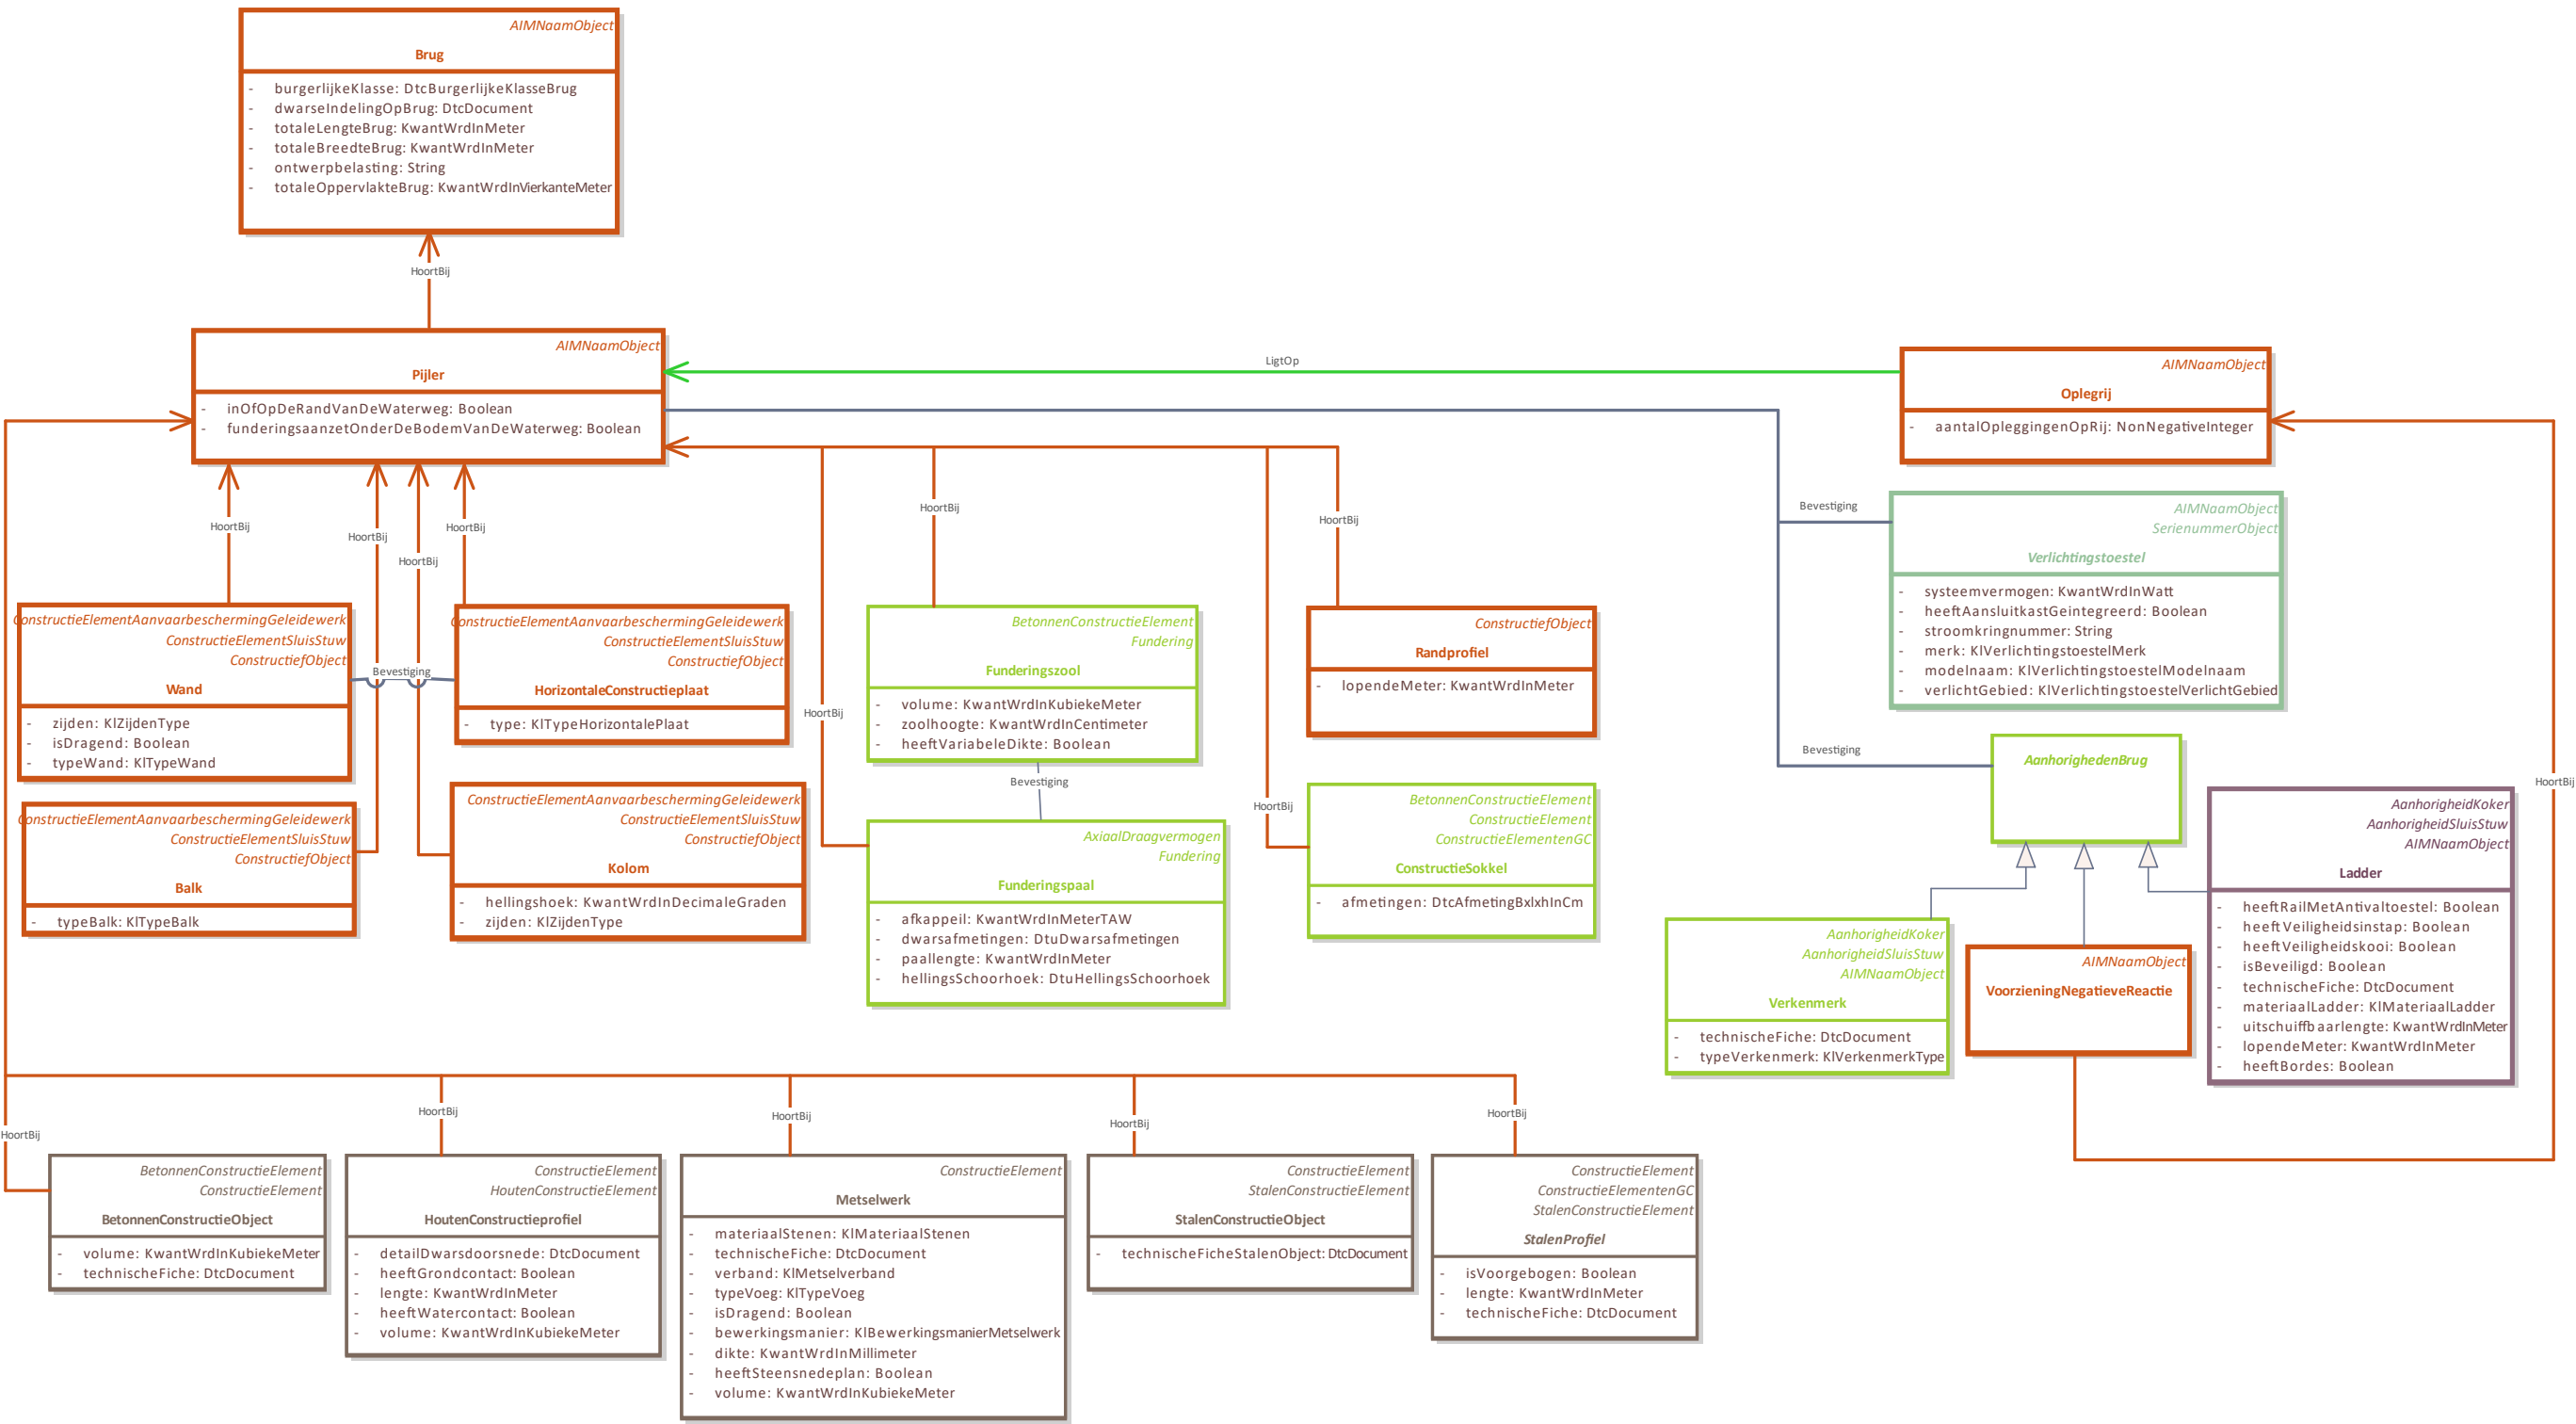 AIMNaamObject
Brug
- burgerlijkeKlasse: DtcBurgerlijkeKlasseBrug
- dwarseIndelingOpBrug: DtcDocument
- totaleLengteBrug: KwantWrdInMeter
- totaleBreedteBrug: KwantWrdInMeter
- ontwerpbelasting: String
- totaleOppervlakteBrug: KwantWrdInVierkanteMeter
HoortBij
AIMNaamObject
Pijler
- inOfOpDeRandVanDeWaterweg: Boolean
- funderingsaanzetOnderDeBodemVanDeWaterweg: Boolean
LigtOp
AIMNaamObject
Oplegrij
- aantalOpleggingenOpRij: NonNegativeInteger
HoortBij
HoortBij
HoortBij
HoortBij
HoortBij
HoortBij
Bevestiging
AIMNaamObject
SerienummerObject
Verlichtingstoestel
- systeemvermogen: KwantWrdInWatt
- heeftAansluitkastGeintegreerd: Boolean
- stroomkringnummer: String
- merk: KlVerlichtingstoestelMerk
- modelnaam: KlVerlichtingstoestelModelnaam
- verlichtGebied: KlVerlichtingstoestelVerlichtGebied
ConstructieElementAanvaarbeschermingGeleidewerk
ConstructieElementSluisStuw
ConstructiefObject
Wand
- zijden: KlZijdenType
- isDragend: Boolean
- typeWand: KlTypeWand
Bevestiging
ConstructieElementAanvaarbeschermingGeleidewerk
ConstructieElementSluisStuw
ConstructiefObject
HorizontaleConstructieplaat
- type: KlTypeHorizontalePlaat
BetonnenConstructieElement
Fundering
Funderingszool
- volume: KwantWrdInKubiekeMeter
- zoolhoogte: KwantWrdInCentimeter
- heeftVariabeleDikte: Boolean
HoortBij
ConstructiefObject
Randprofiel
- lopendeMeter: KwantWrdInMeter
Bevestiging
AanhorighedenBrug
HoortBij
Bevestiging
ConstructieElementAanvaarbeschermingGeleidewerk
ConstructieElementSluisStuw
ConstructiefObject
Balk
- typeBalk: KlTypeBalk
ConstructieElementAanvaarbeschermingGeleidewerk
ConstructieElementSluisStuw
ConstructiefObject
Kolom
- hellingshoek: KwantWrdInDecimaleGraden
- zijden: KlZijdenType
AxiaalDraagvermogen
Fundering
Funderingspaal
- afkappeil: KwantWrdInMeterTAW
- dwarsafmetingen: DtuDwarsafmetingen
- paallengte: KwantWrdInMeter
- hellingsSchoorhoek: DtuHellingsSchoorhoek
HoortBij
BetonnenConstructieElement
ConstructieElement
ConstructieElementenGC
ConstructieSokkel
- afmetingen: DtcAfmetingBxlxhInCm
AanhorigheidKoker
AanhorigheidSluisStuw
AIMNaamObject
Ladder
- heeftRailMetAntivaltoestel: Boolean
- heeftVeiligheidsinstap: Boolean
- heeftVeiligheidskooi: Boolean
- isBeveiligd: Boolean
- technischeFiche: DtcDocument
- materiaalLadder: KlMateriaalLadder
- uitschuifbaarlengte: KwantWrdInMeter
- lopendeMeter: KwantWrdInMeter
- heeftBordes: Boolean
AanhorigheidKoker
AanhorigheidSluisStuw
AIMNaamObject
Verkenmerk
- technischeFiche: DtcDocument
- typeVerkenmerk: KlVerkenmerkType
AIMNaamObject
VoorzieningNegatieveReactie
HoortBij
HoortBij
HoortBij
HoortBij
HoortBij
BetonnenConstructieElement
ConstructieElement
BetonnenConstructieObject
- volume: KwantWrdInKubiekeMeter
- technischeFiche: DtcDocument
ConstructieElement
HoutenConstructieElement
HoutenConstructieprofiel
- detailDwarsdoorsnede: DtcDocument
- heeftGrondcontact: Boolean
- lengte: KwantWrdInMeter
- heeftWatercontact: Boolean
- volume: KwantWrdInKubiekeMeter
ConstructieElement
Metselwerk
- materiaalStenen: KlMateriaalStenen
- technischeFiche: DtcDocument
- verband: KlMetselverband
- typeVoeg: KlTypeVoeg
- isDragend: Boolean
- bewerkingsmanier: KlBewerkingsmanierMetselwerk
- dikte: KwantWrdInMillimeter
- heeftSteensnedeplan: Boolean
- volume: KwantWrdInKubiekeMeter
ConstructieElement
StalenConstructieElement
StalenConstructieObject
- technischeFicheStalenObject: DtcDocument
ConstructieElement
ConstructieElementenGC
StalenConstructieElement
StalenProfiel
- isVoorgebogen: Boolean
- lengte: KwantWrdInMeter
- technischeFiche: DtcDocument